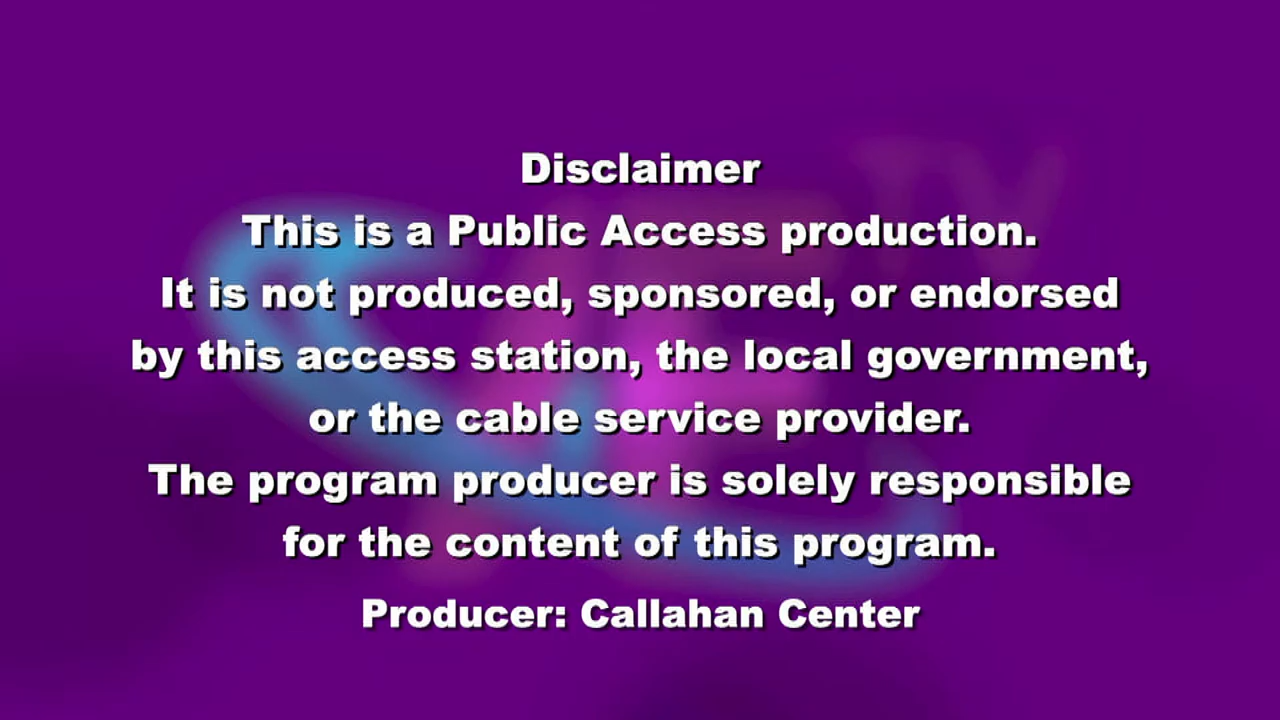 Disclaimer
This is a Public Access production.
It is not produced, sponsored, or endorsed
by this access station, the local government,
or the cable service provider.
The program producer is solely responsible
for the content of this program.
Producer: Callahan Center